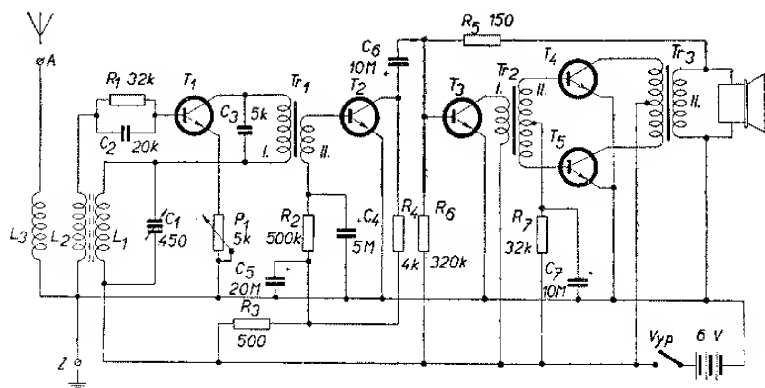 A
R1 32k
C2 20k
T1
C3 5k
Tr1
I.
II.
T2
C6
10M
+
R5 150
T3
Tr2
I.
II.
T4
T5
Tr3
II.
L3
L2
L1
C1
450
P1
5k
R2
500k
+
C4
5M
C5
20M
+
R3
500
R4
4k
R6
320k
R7
32k
C7
10M
+
Z
Vyp
6 V